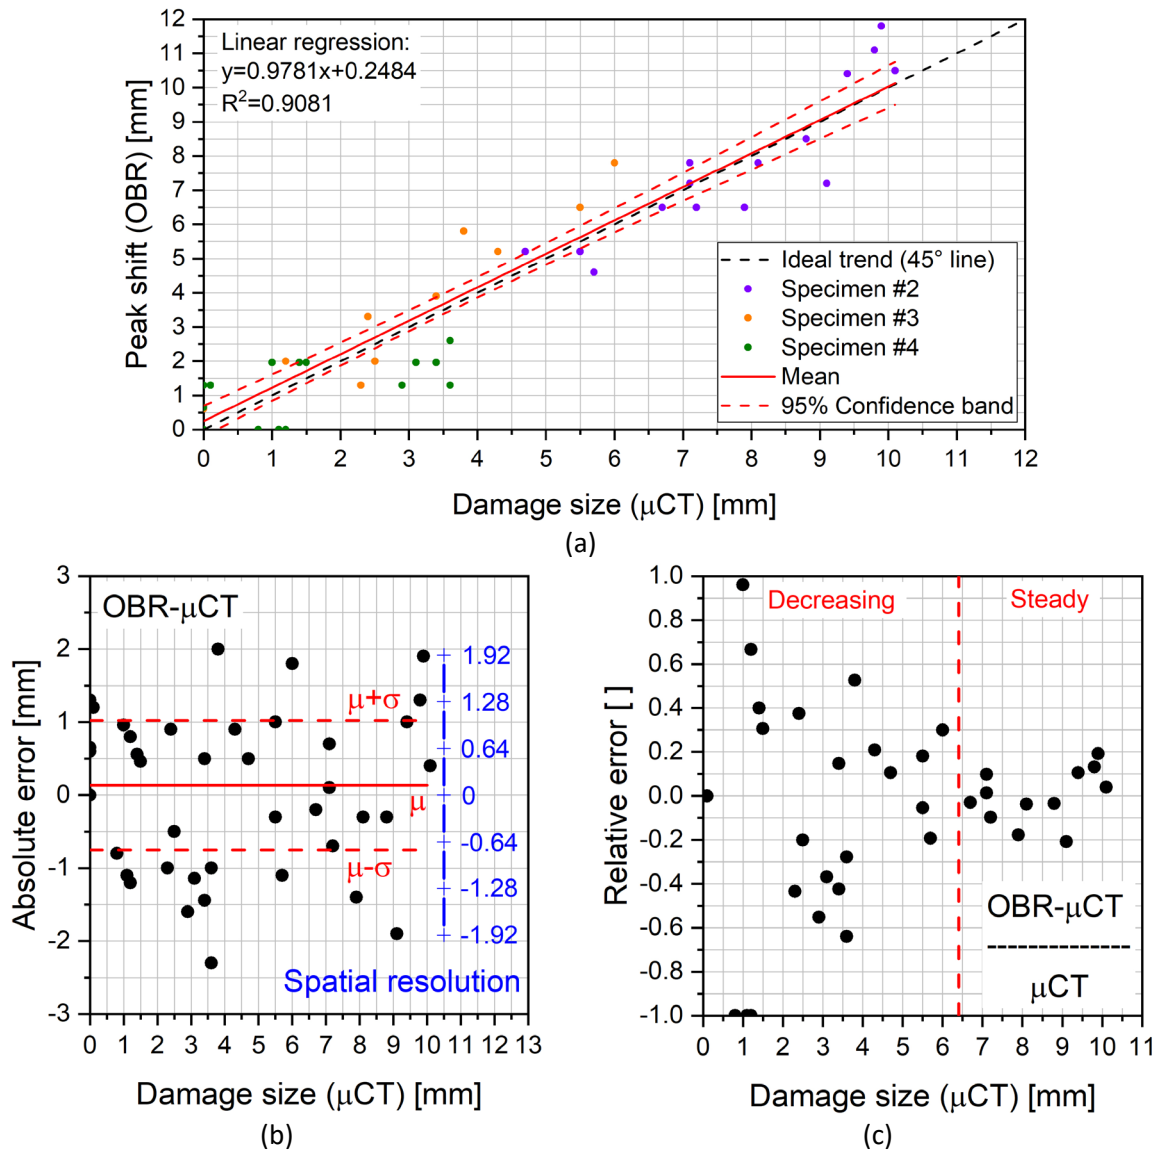 12
11
10
9
8
7
6
5
4
3
2
1
0
Peak shift (OBR) [mm]
Linear regression:
y=0.9781x+0.2484
R²=0.9081
Ideal trend (45° line)
Specimen #2
Specimen #3
Specimen #4
Mean
95% Confidence band
0 1 2 3 4 5 6 7 8 9 10 11 12
Damage size (μCT) [mm]
(a)
3
2
1
0
-1
-2
-3
Absolute error [mm]
OBR-μCT
μ+σ
μ
μ-σ
1.92
1.28
0.64
0
-0.64
-1.28
-1.92
Spatial resolution
0 1 2 3 4 5 6 7 8 9 10 11 12 13
Damage size (μCT) [mm]
(b)
1.0
0.8
0.6
0.4
0.2
0.0
-0.2
-0.4
-0.6
-0.8
-1.0
Relative error [ ]
Decreasing
Steady
OBR-μCT
μCT
0 1 2 3 4 5 6 7 8 9 10 11
Damage size (μCT) [mm]
(c)